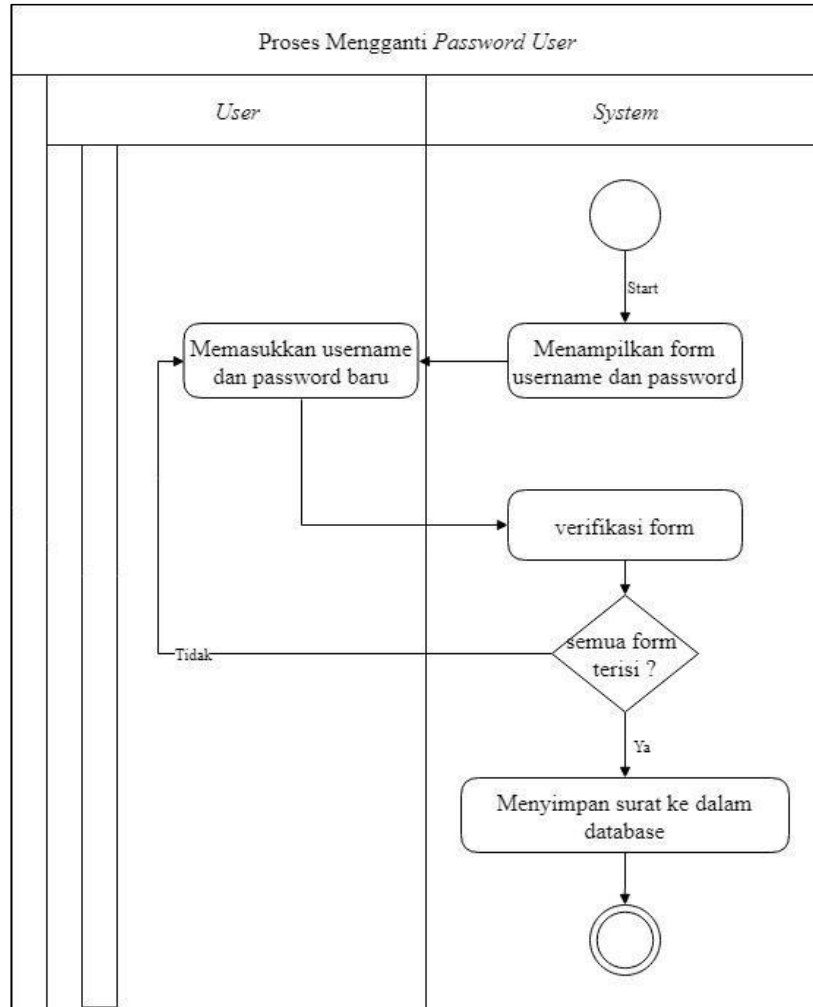 Proses Mengganti Password User
User
System
Start
Memasukkan username
dan password baru
Menampilkan form
username dan password
verifikasi form
semua form
terisi ?
Tidak
Ya
Menyimpan surat ke dalam
database